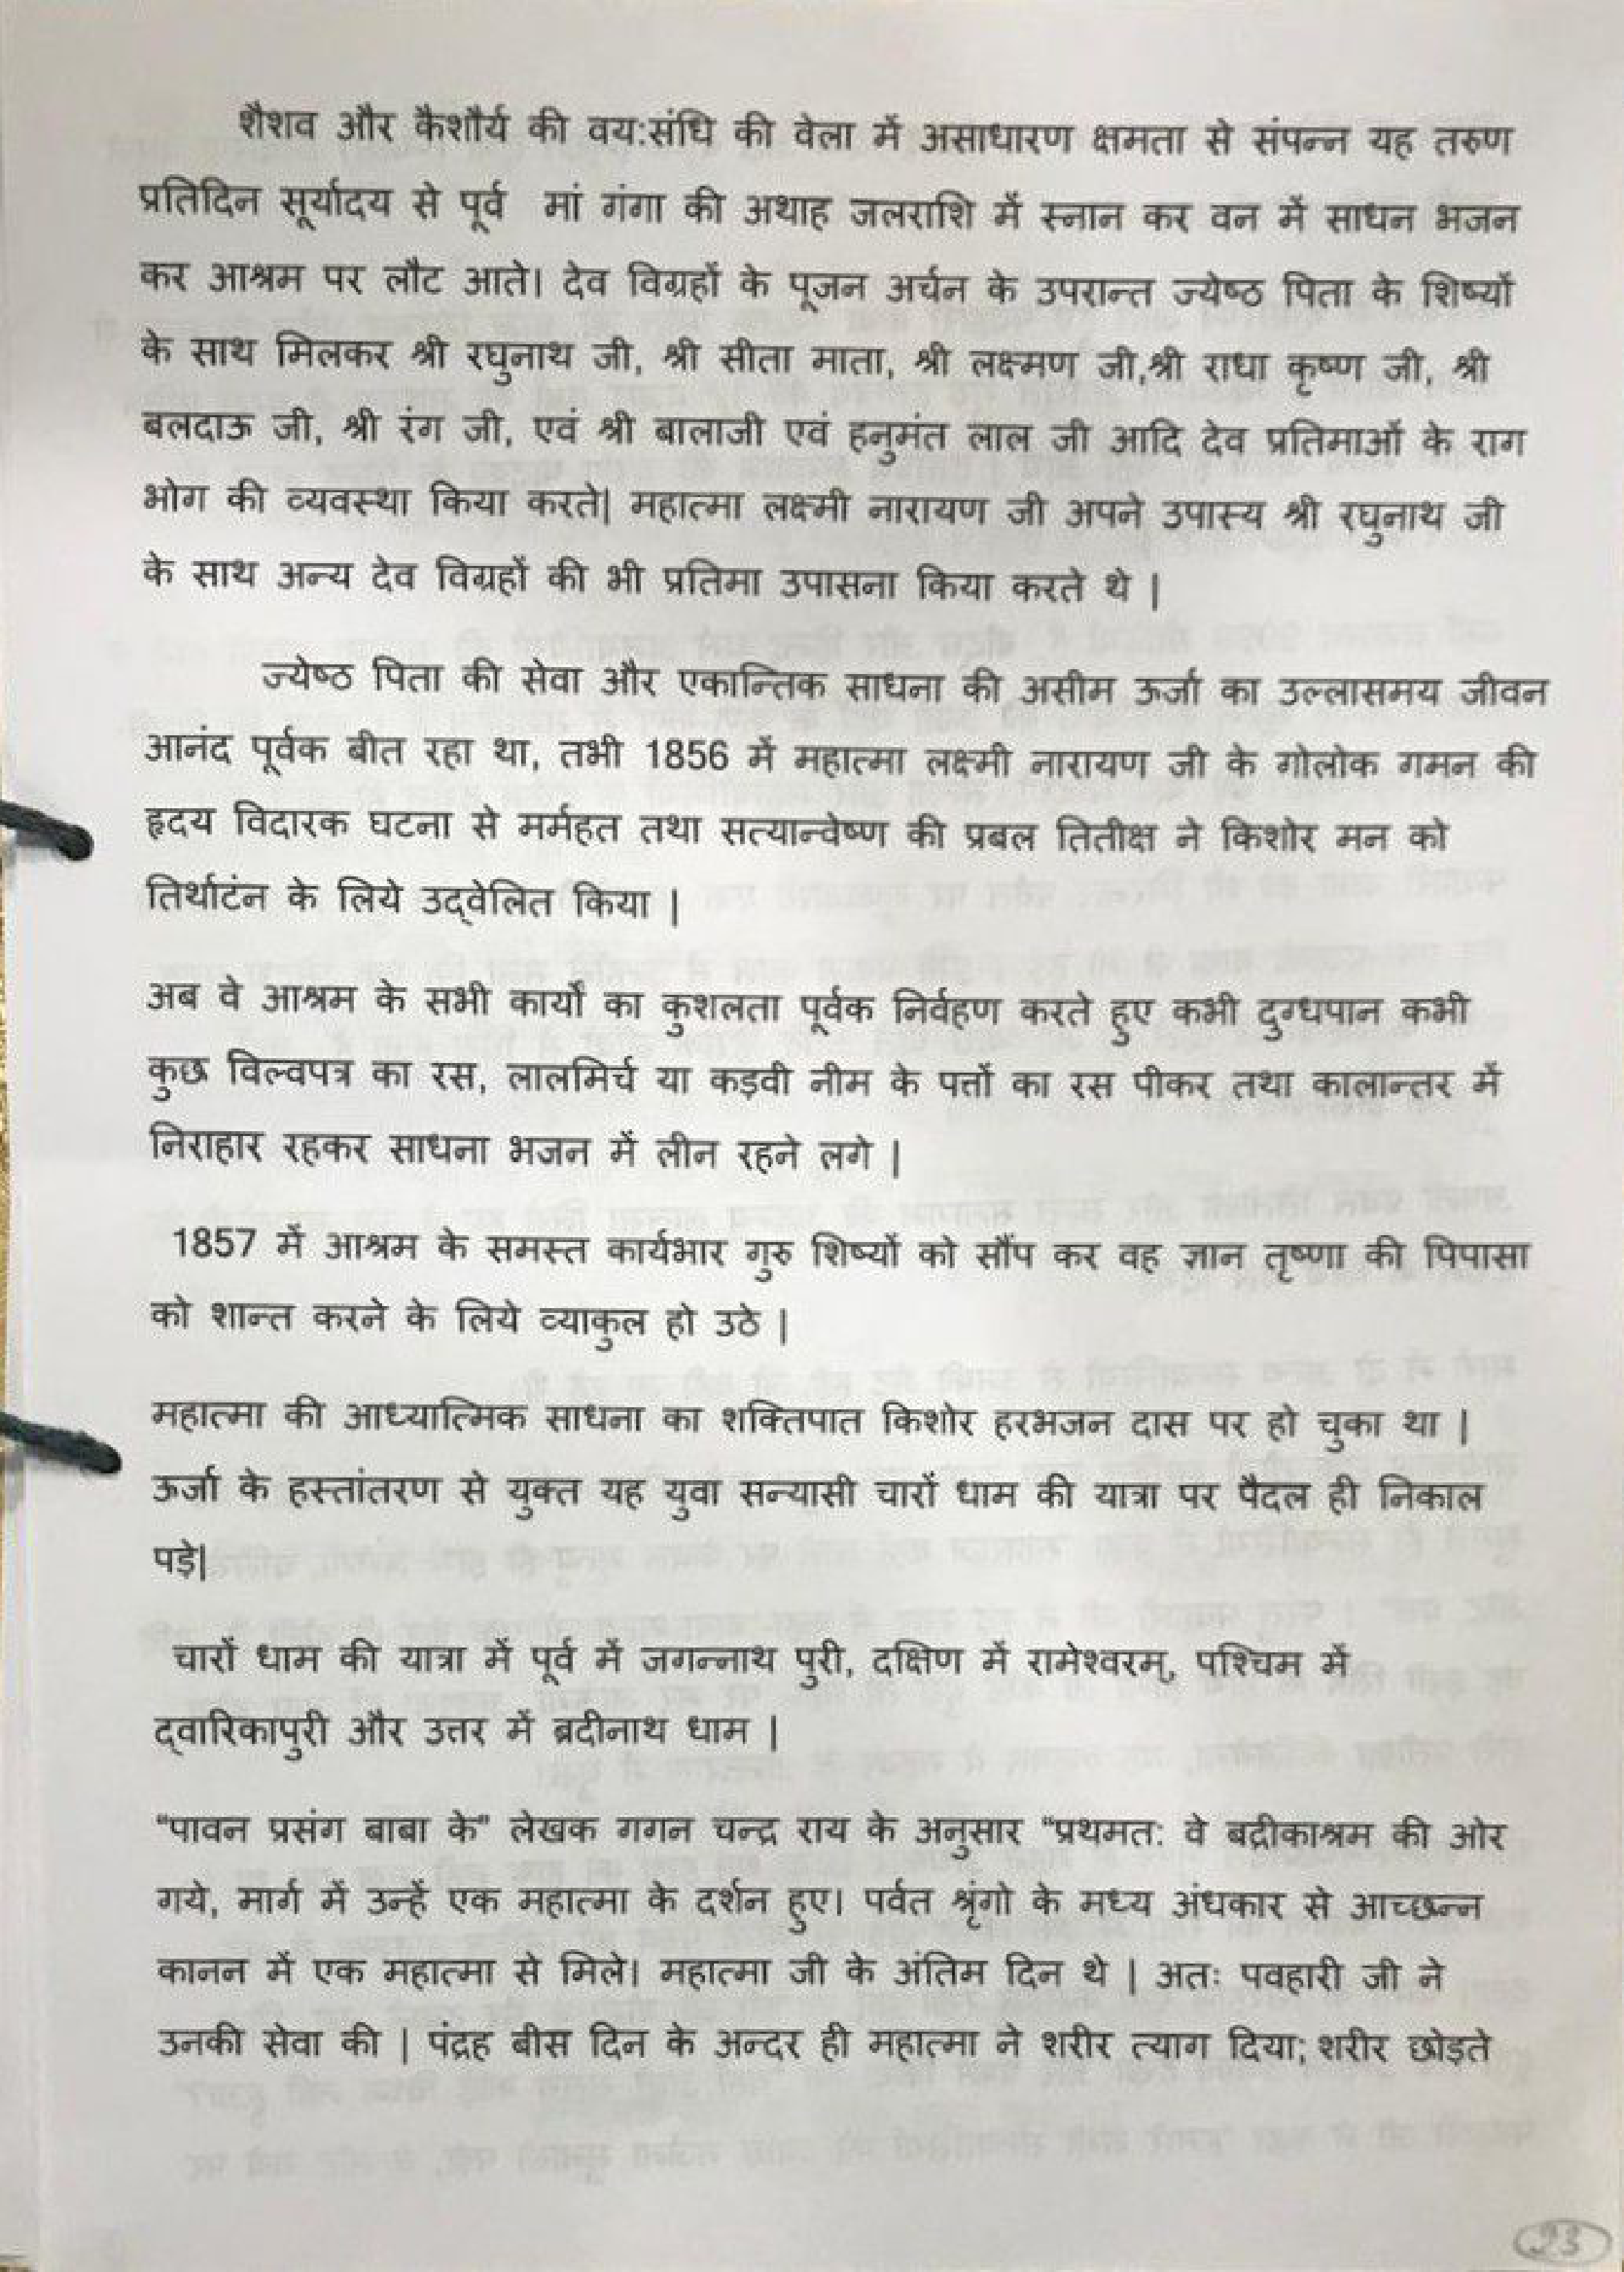 शैशव और कैशौर्य की वय:संधि की वेला में असाधारण क्षमता से संपन्न यह तरुण
प्रतिदिन सूर्योदय से पूर्व मां गंगा की अथाह जलराशि में स्नान कर वन में साधन भजन
कर आश्रम पर लौट आते। देव विग्रहों के पूजन अर्चन के उपरान्त ज्येष्ठ पिता के शिष्यों
के साथ मिलकर श्री रघुनाथ जी, श्री सीता माता, श्री लक्ष्मण जी,श्री राधा कृष्ण जी, श्री
बलदाऊ जी, श्री रंग जी, एवं श्री बालाजी एवं हनुमंत लाल जी आदि देव प्रतिमाओं के राग
भोग की व्यवस्था किया करते| महात्मा लक्ष्मी नारायण जी अपने उपास्य श्री रघुनाथ जी
के साथ अन्य देव विग्रहों की भी प्रतिमा उपासना किया करते थे |
ज्येष्ठ पिता की सेवा और एकान्तिक साधना की असीम ऊर्जा का उल्लासमय जीवन
आनंद पूर्वक बीत रहा था, तभी 1856 में महात्मा लक्ष्मी नारायण जी के गोलोक गमन की
हृदय विदारक घटना से मर्महत तथा सत्यान्वेष्ण की प्रबल तितीक्ष ने किशोर मन को
तिर्थाटंन के लिये उद्वेलित किया |
अब वे आश्रम के सभी कार्यों का कुशलता पूर्वक निर्वहण करते हुए कभी दुग्धपान कभी
कुछ विल्वपत्र का रस, लालमिर्च या कड़वी नीम के पत्तों का रस पीकर तथा कालान्तर में
निराहार रहकर साधना भजन में लीन रहने लगे |
1857 में आश्रम के समस्त कार्यभार गुरु शिष्यों को सौंप कर वह ज्ञान तृष्णा की पिपासा
को शान्त करने के लिये व्याकुल हो उठे |
महात्मा की आध्यात्मिक साधना का शक्तिपात किशोर हरभजन दास पर हो चुका था |
ऊर्जा के हस्तांतरण से युक्त यह युवा सन्यासी चारों धाम की यात्रा पर पैदल ही निकाल
पड़े|
चारों धाम की यात्रा में पूर्व में जगन्नाथ पुरी, दक्षिण में रामेश्वरम्, पश्चिम में
द्वारिकापुरी और उत्तर में ब्रदीनाथ धाम |
“पावन प्रसंग बाबा के” लेखक गगन चन्द्र राय के अनुसार “प्रथमत: वे बद्रीकाश्रम की ओर
गये, मार्ग में उन्हें एक महात्मा के दर्शन हुए। पर्वत श्रृंगो के मध्य अंधकार से आच्छन्न
कानन में एक महात्मा से मिले। महात्मा जी के अंतिम दिन थे | अतः पवहारी जी ने
उनकी सेवा की | पंद्रह बीस दिन के अन्दर ही महात्मा ने शरीर त्याग दिया; शरीर छोड़ते
23